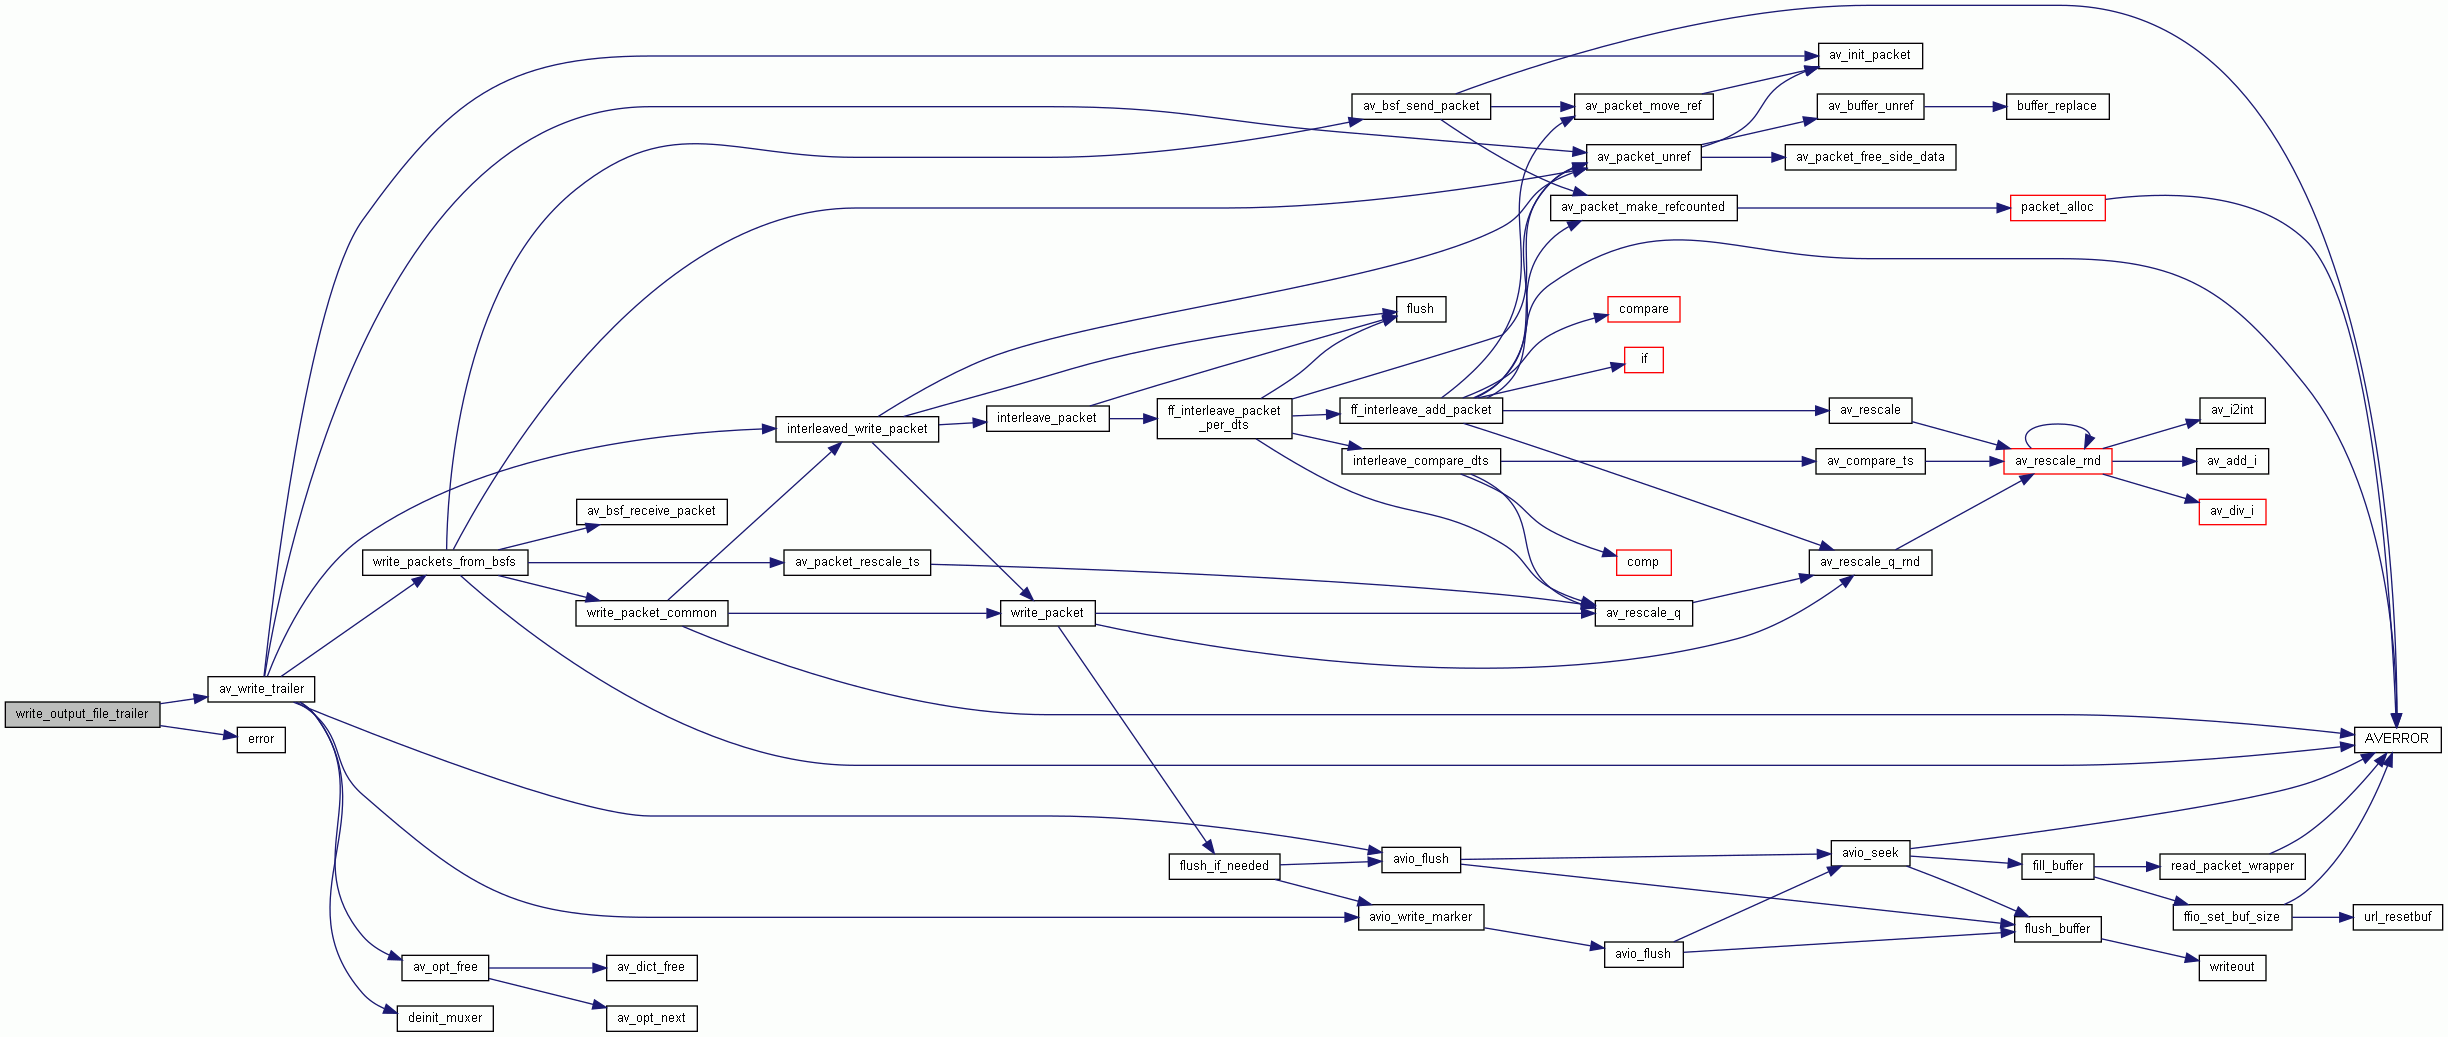 av_init_packet
av_bsf_send_packet
av_packet_move_ref
av_buffer_unref
buffer_replace
av_packet_unref
av_packet_free_side_data
av_packet_make_refcounted
packet_alloc
flush
compare
if
interleaved_write_packet
interleave_packet
ff_interleave_packet
_per_dts
ff_interleave_add_packet
av_rescale
av_i2int
interleave_compare_dts
av_compare_ts
av_rescale_rnd
av_add_i
av_bsf_receive_packet
av_div_i
write_packets_from_bsfs
av_packet_rescale_ts
comp
av_rescale_q_rnd
write_packet_common
write_packet
av_rescale_q
av_write_trailer
write_output_file_trailer
error
AVERROR
flush_if_needed
avio_flush
avio_seek
fill_buffer
read_packet_wrapper
avio_write_marker
ffio_set_buf_size
url_resetbuf
flush_buffer
avio_flush
av_opt_free
av_dict_free
writeout
deinit_muxer
av_opt_next